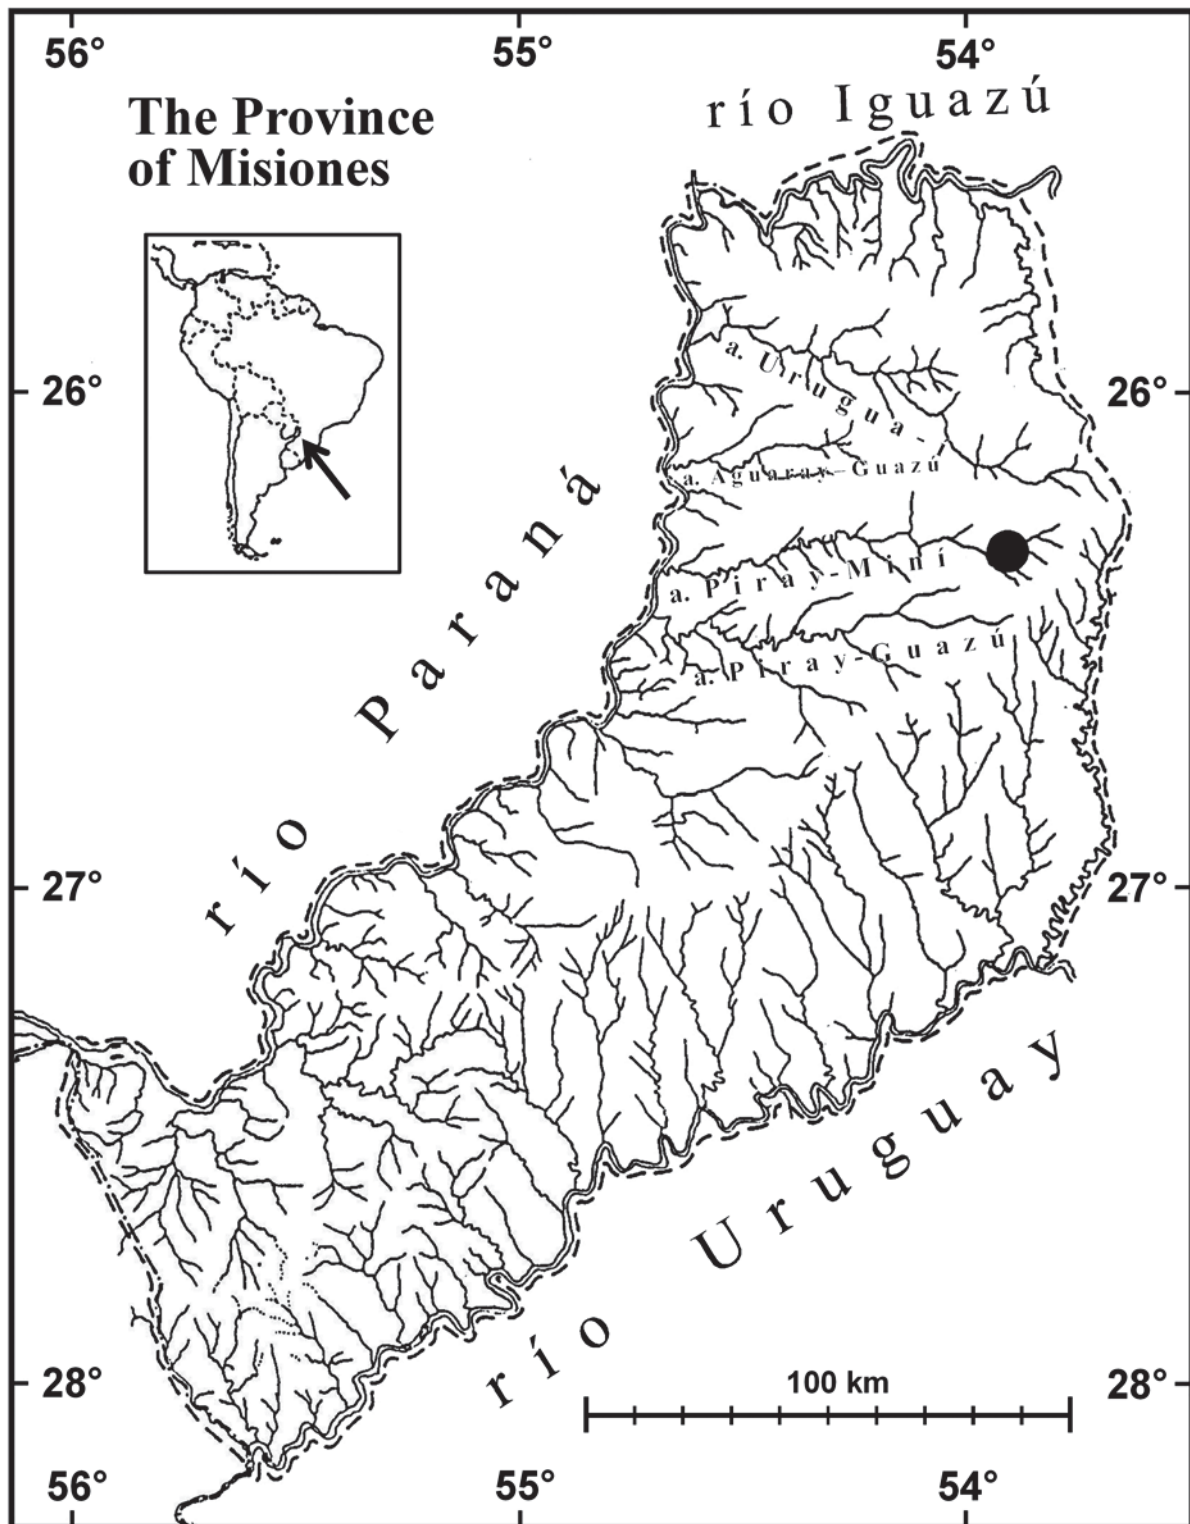 56° 55° 54°
The Province
of Misiones
río Iguazú
26° 26°
a. Urugua-í
a. Aguaray-Guazú
a. Piray-Miní
a. Piray-Guazú
río Paraná
27° 27°
río Uruguay
28° 28°
100 km
56° 55° 54°